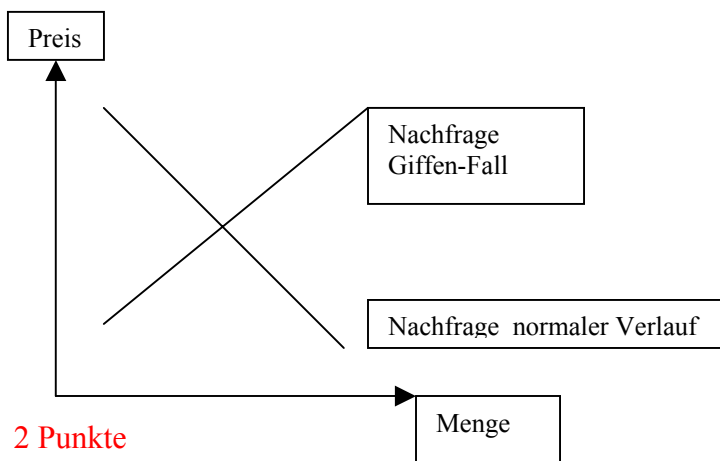 Preis
Nachfrage
Giffen-Fall
Nachfrage normaler Verlauf
Menge
2 Punkte